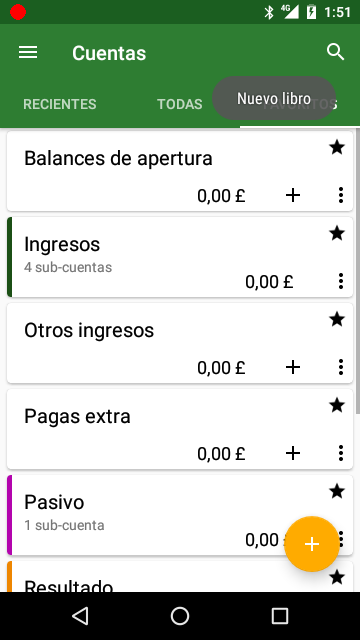 4G 1:51
Cuentas
RECIENTES TODAS
Nuevo libro
Balances de apertura
0,00 £
Ingresos
4 sub-cuentas
0,00 £
Otros ingresos
0,00 £
Pagas extra
0,00 £
Pasivo
1 sub-cuenta
0,00
Resultado